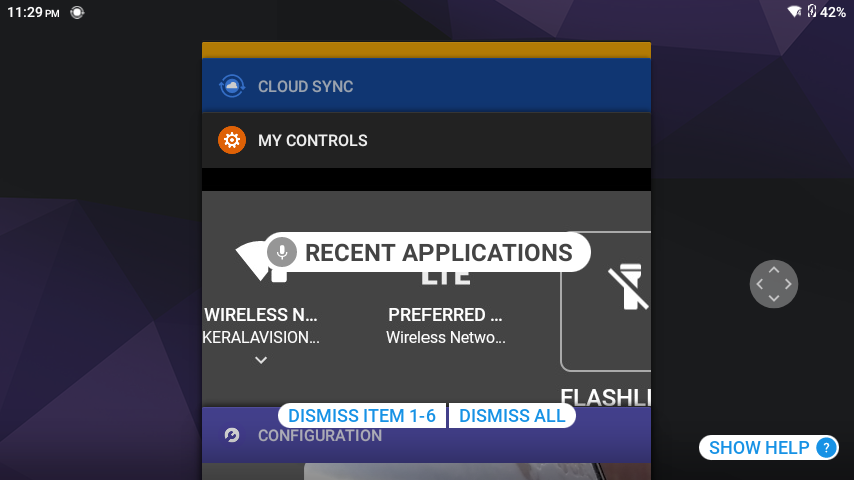 11:29 PM
42%
CLOUD SYNC
MY CONTROLS
RECENT APPLICATIONS
LTE
WIRELESS N...
PREFERRED ...
KERALAVISION...
Wireless Netwo...
FLASHLI
DISMISS ITEM 1-6
DISMISS ALL
CONFIGURATION
SHOW HELP ?